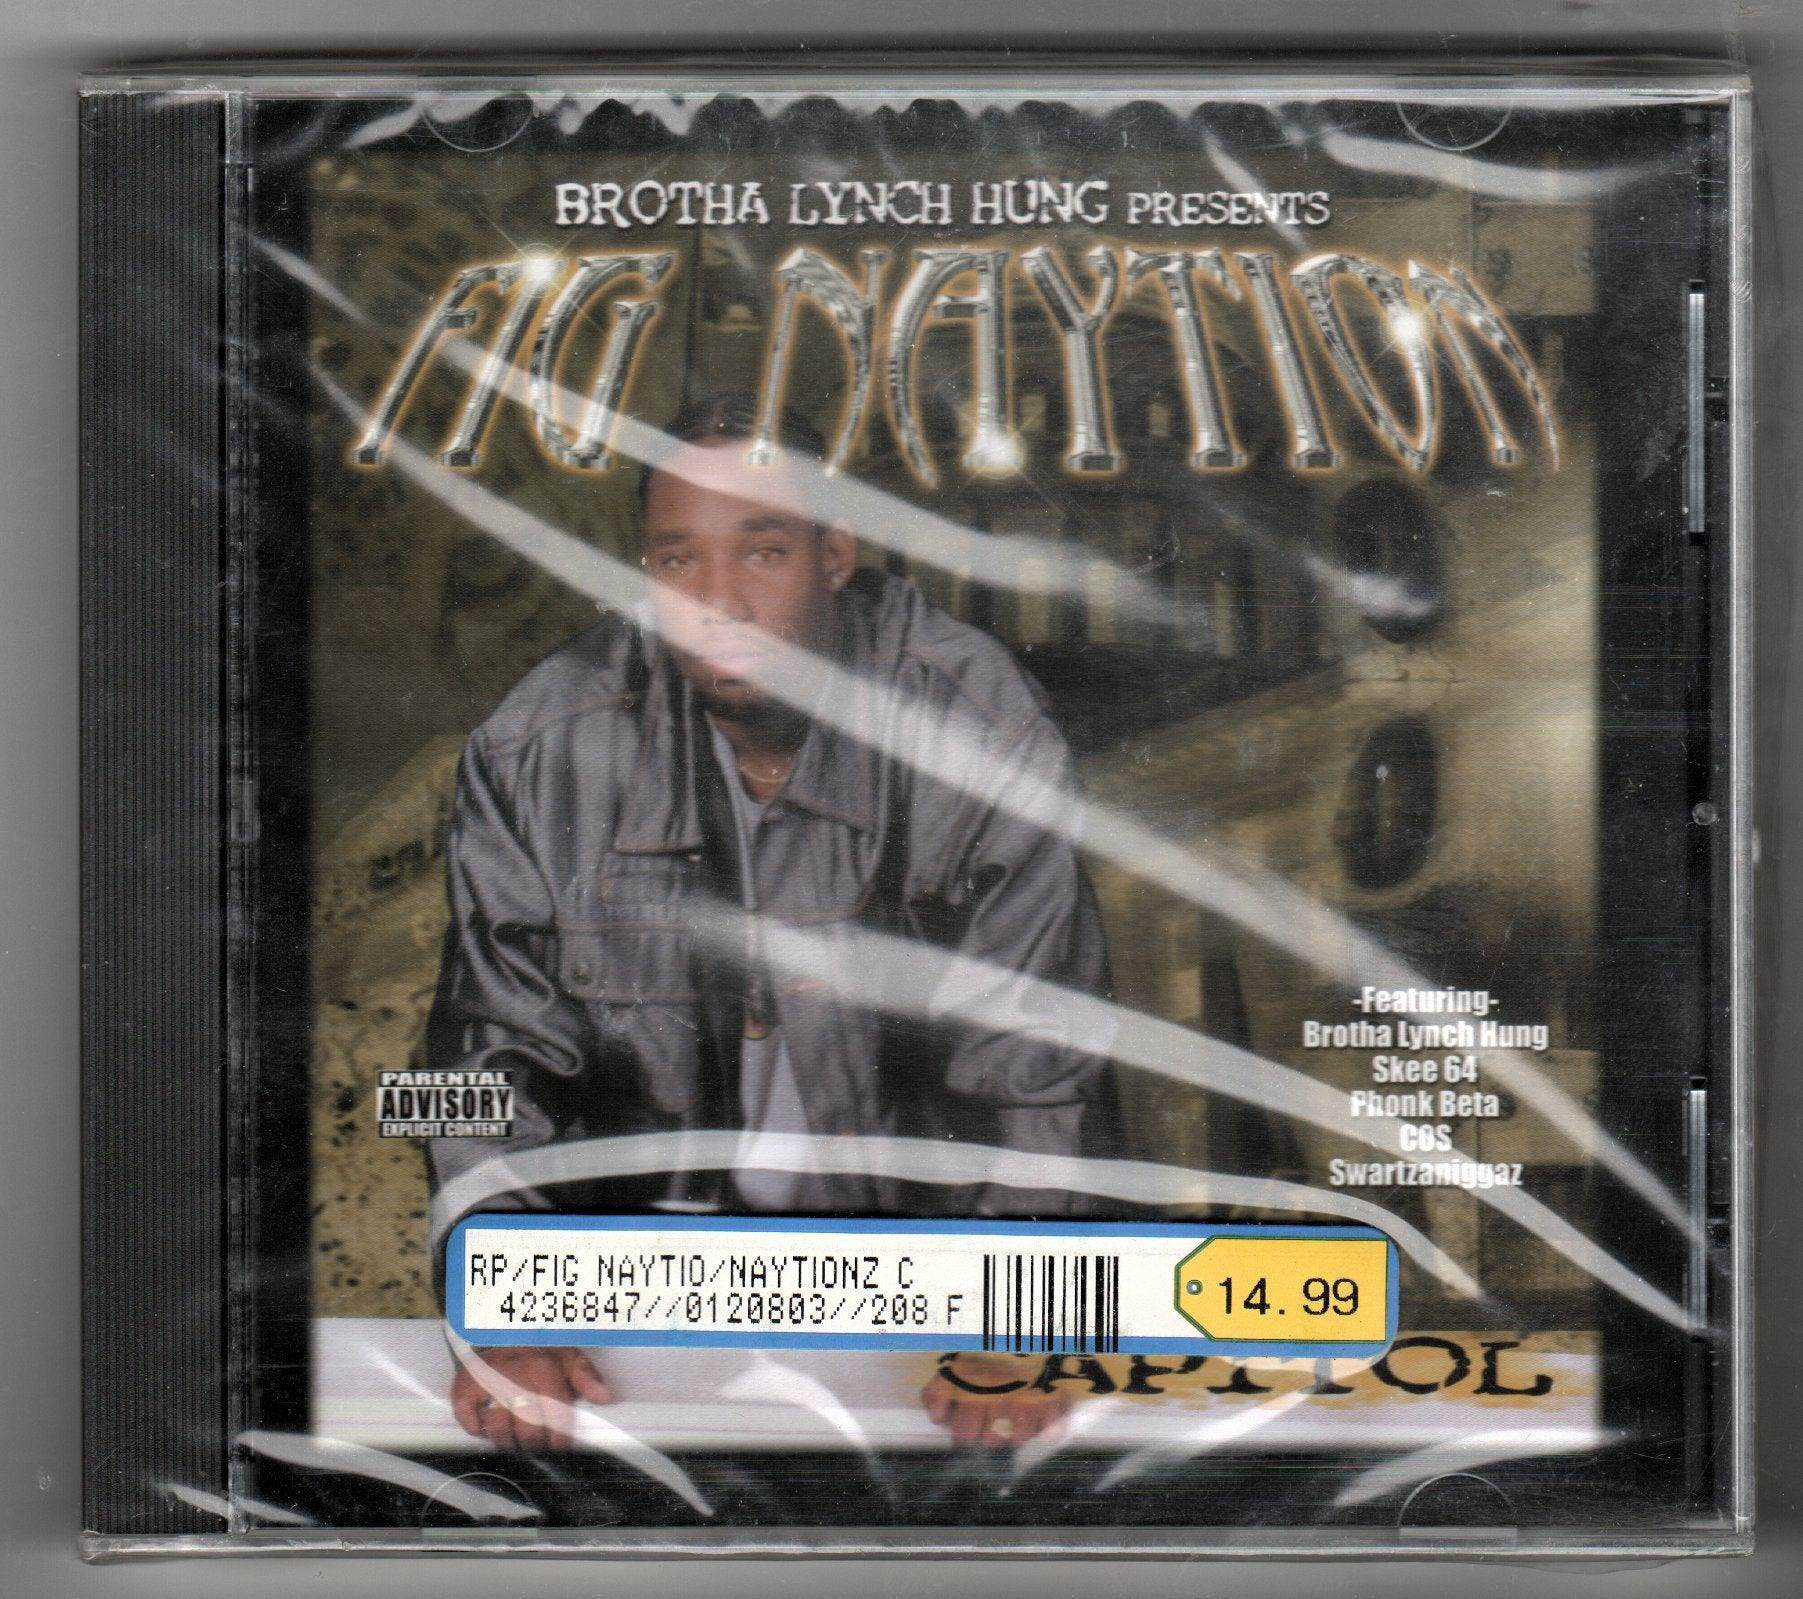 BROTHA LYNCH HUNG PRESENTS
FIG NAYTION
-Featuring-
Brotha Lynch Hung
Skee 64
Phonk Beta
COS
Swartzaniggaz
PARENTAL
ADVISORY
EXPLICIT CONTENT
RP/FIG NAYTIO/NAYTIONZ C
4236847//0120803//208 F
14.99
CAPITOL